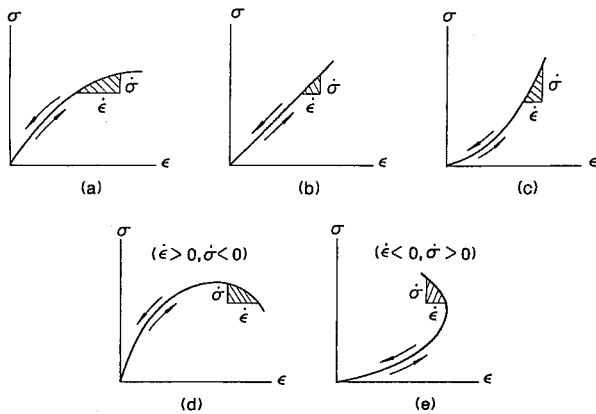 σ
σ̇
ε̇
ϵ
(a)
σ
σ̇
ε̇
ϵ
(b)
σ
σ̇
ε̇
ϵ
(c)
σ
(ε̇ > 0, σ̇ < 0)
σ̇
ε̇
ϵ
(d)
σ
(ε̇ < 0, σ̇ > 0)
σ̇
ε̇
ϵ
(e)